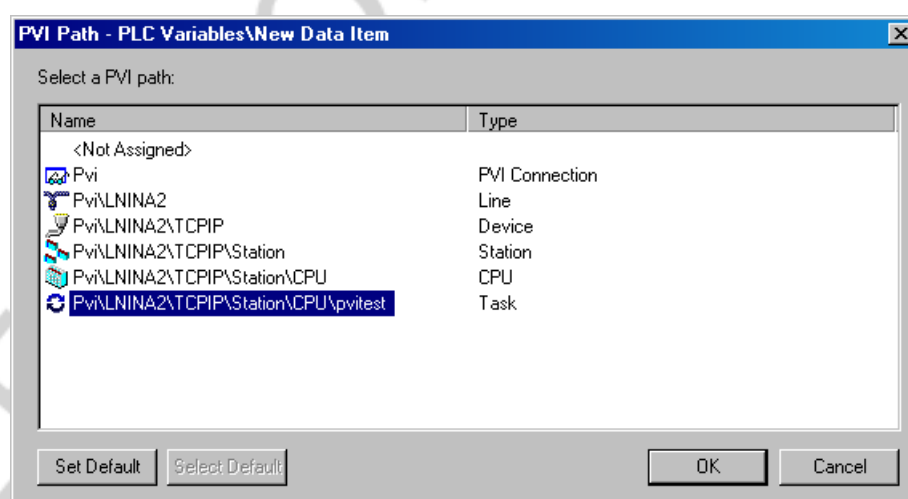 PVI Path - PLC Variables\New Data Item
Select a PVI path:
Name Type
<Not Assigned>
Pvi PVI Connection
Pvi\LNINA2 Line
Pvi\LNINA2\TCPIP Device
Pvi\LNINA2\TCPIP\Station Station
Pvi\LNINA2\TCPIP\Station\CPU CPU
Pvi\LNINA2\TCPIP\Station\CPU\pvitest Task
Set Default Select Default OK Cancel